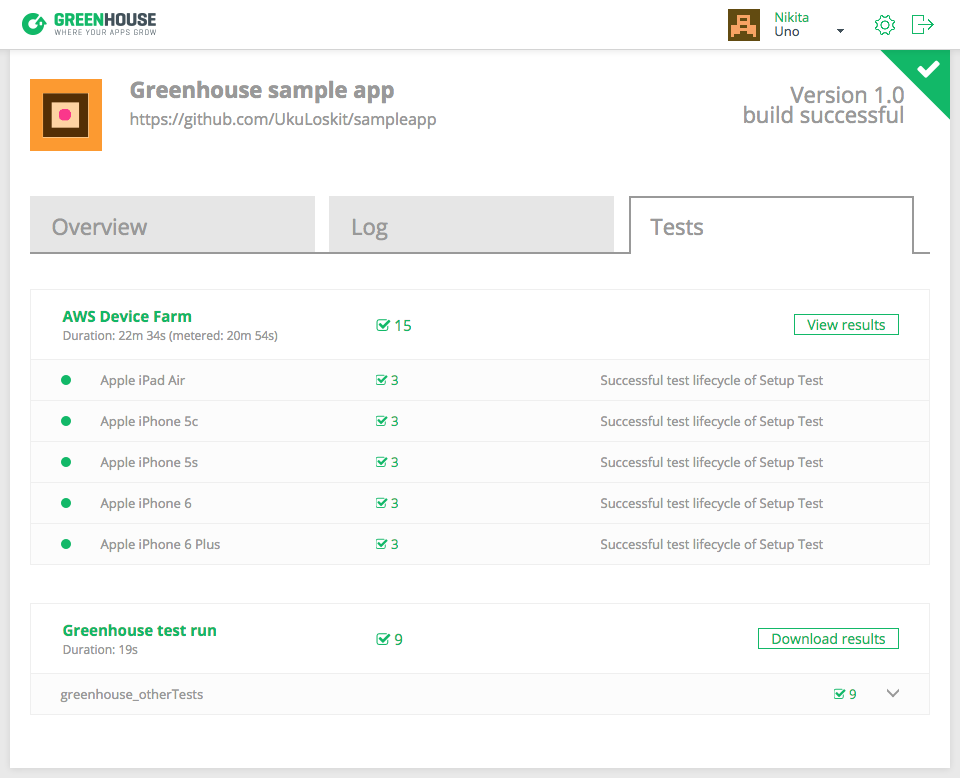 GREENHOUSE
WHERE YOUR APPS GROW
Nikita
Uno
Greenhouse sample app
https://github.com/UkuLoskit/sampleapp
Version 1.0
build successful
Overview
Log
Tests
AWS Device Farm
Duration: 22m 34s (metered: 20m 54s)
15
View results
Apple iPad Air
3
Successful test lifecycle of Setup Test
Apple iPhone 5c
3
Successful test lifecycle of Setup Test
Apple iPhone 5s
3
Successful test lifecycle of Setup Test
Apple iPhone 6
3
Successful test lifecycle of Setup Test
Apple iPhone 6 Plus
3
Successful test lifecycle of Setup Test
Greenhouse test run
Duration: 19s
9
Download results
greenhouse_otherTests
9